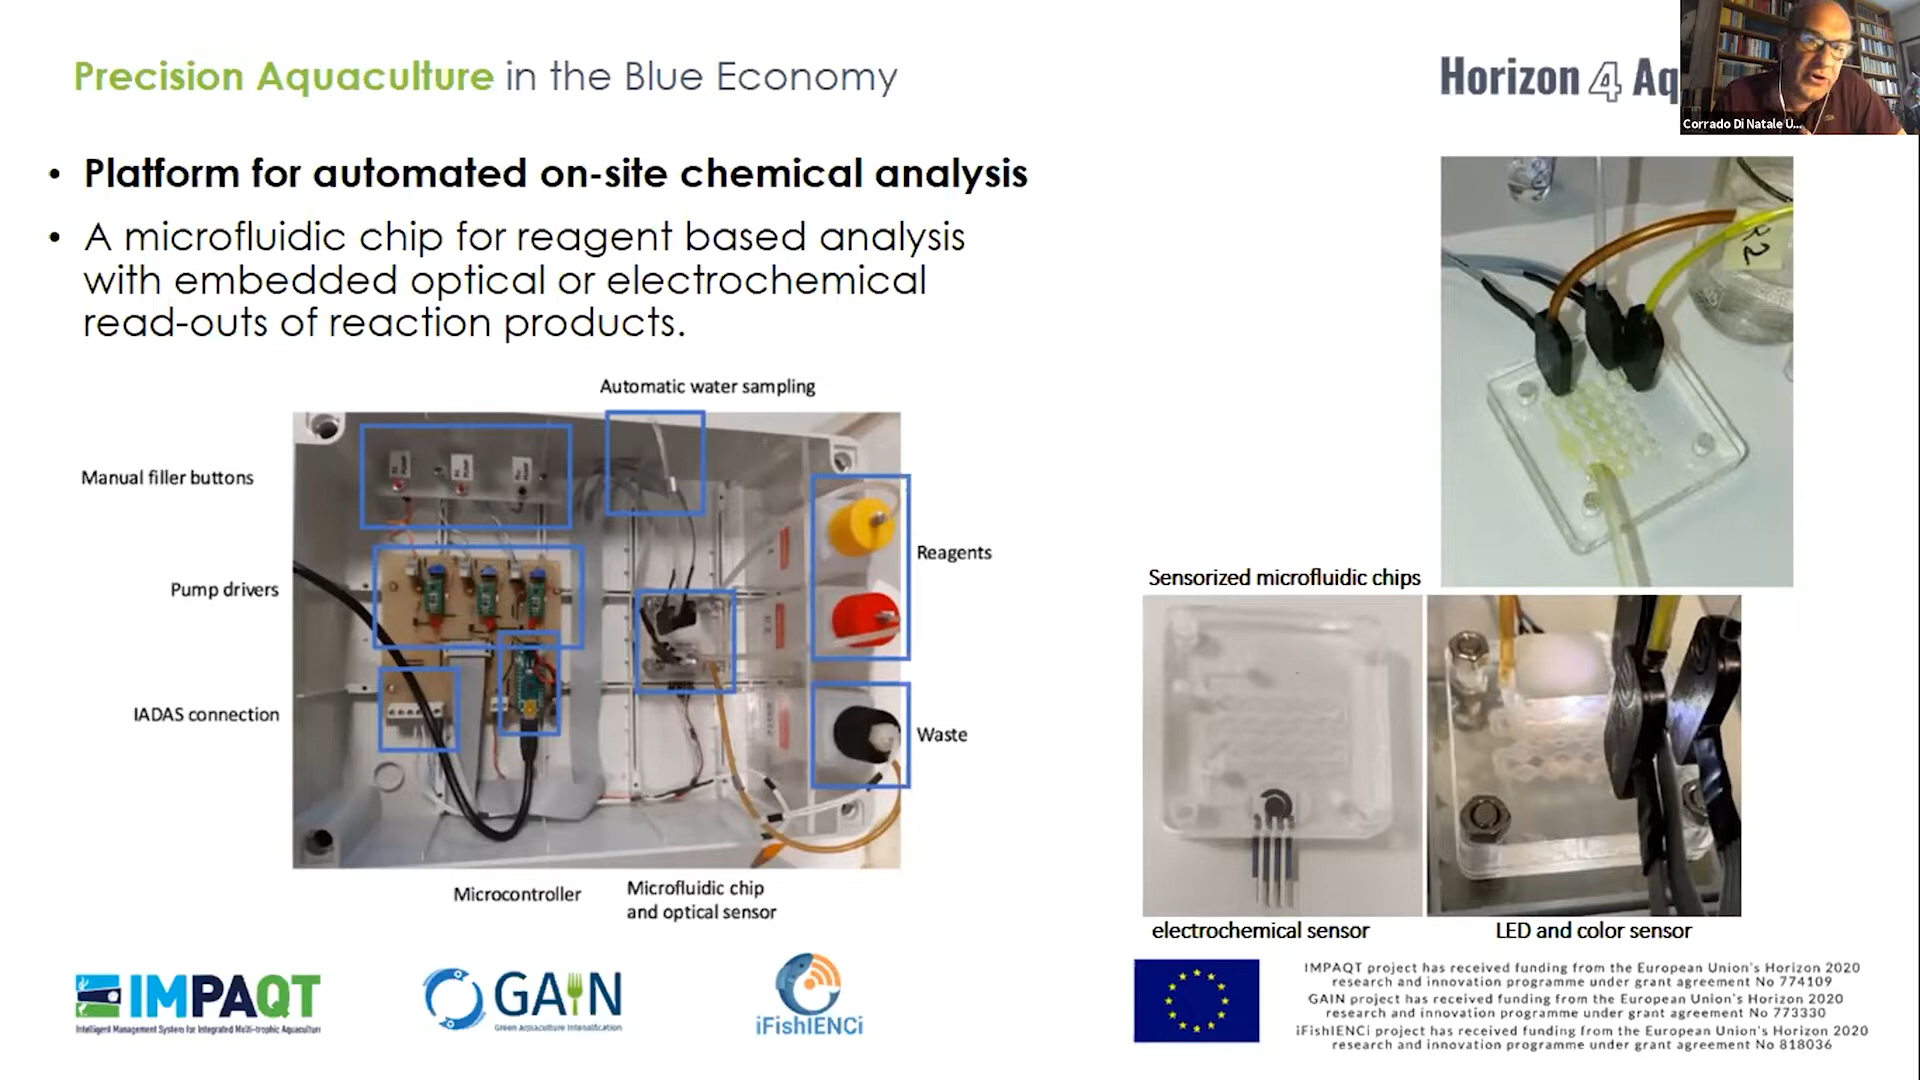 Precision Aquaculture in the Blue Economy
Horizon 4 Aq
Corrado Di Natale U...
• Platform for automated on-site chemical analysis
• A microfluidic chip for reagent based analysis
with embedded optical or electrochemical
read-outs of reaction products.
Automatic water sampling
Manual filler buttons
Pump drivers
IADAS connection
Reagents
Waste
Microcontroller
Microfluidic chip
and optical sensor
R2
Sensorized microfluidic chips
electrochemical sensor
LED and color sensor
IMPAQT
Intelligent Management System for Integrated Multi-trophic Aquaculture
GAIN
Green Aquaculture Intensification
iFishIENCi
IMPAQT project has received funding from the European Union's Horizon 2020
research and innovation programme under grant agreement No 774109
GAIN project has received funding from the European Union's Horizon 2020
research and innovation programme under grant agreement No 773330
iFishIENCi project has received funding from the European Union's Horizon 2020
research and innovation programme under grant agreement No 818036